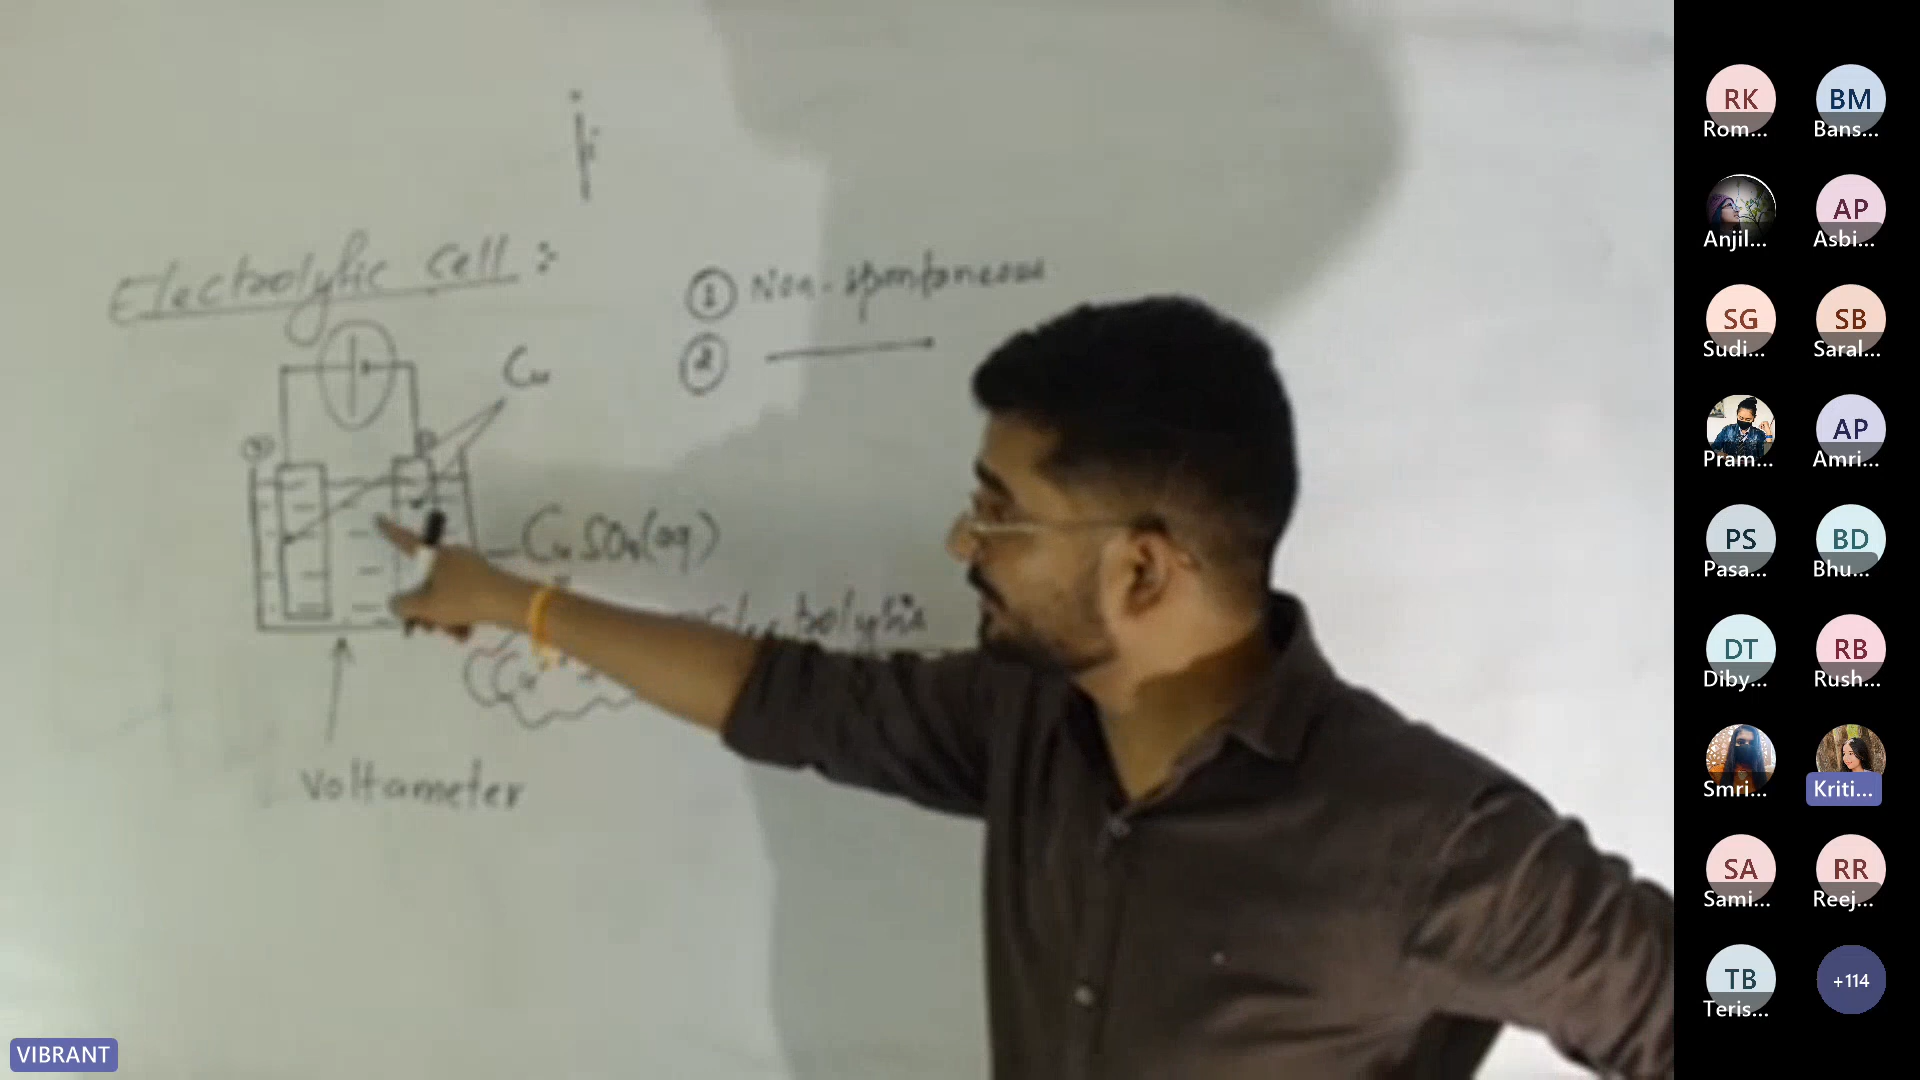 Electrolytic Cell :-
① Non-spontaneous
②
Cu
CuSO4(aq)
Electrolytic
Cu
Voltameter
VIBRANT
RK
Rom...
BM
Bans...
Anjil...
AP
Asbi...
SG
Sudi...
SB
Saral...
Pram...
AP
Amri...
PS
Pasa...
BD
Bhu...
DT
Diby...
RB
Rush...
Smri...
Kriti...
SA
Sami...
RR
Reej...
TB
Teris...
+114